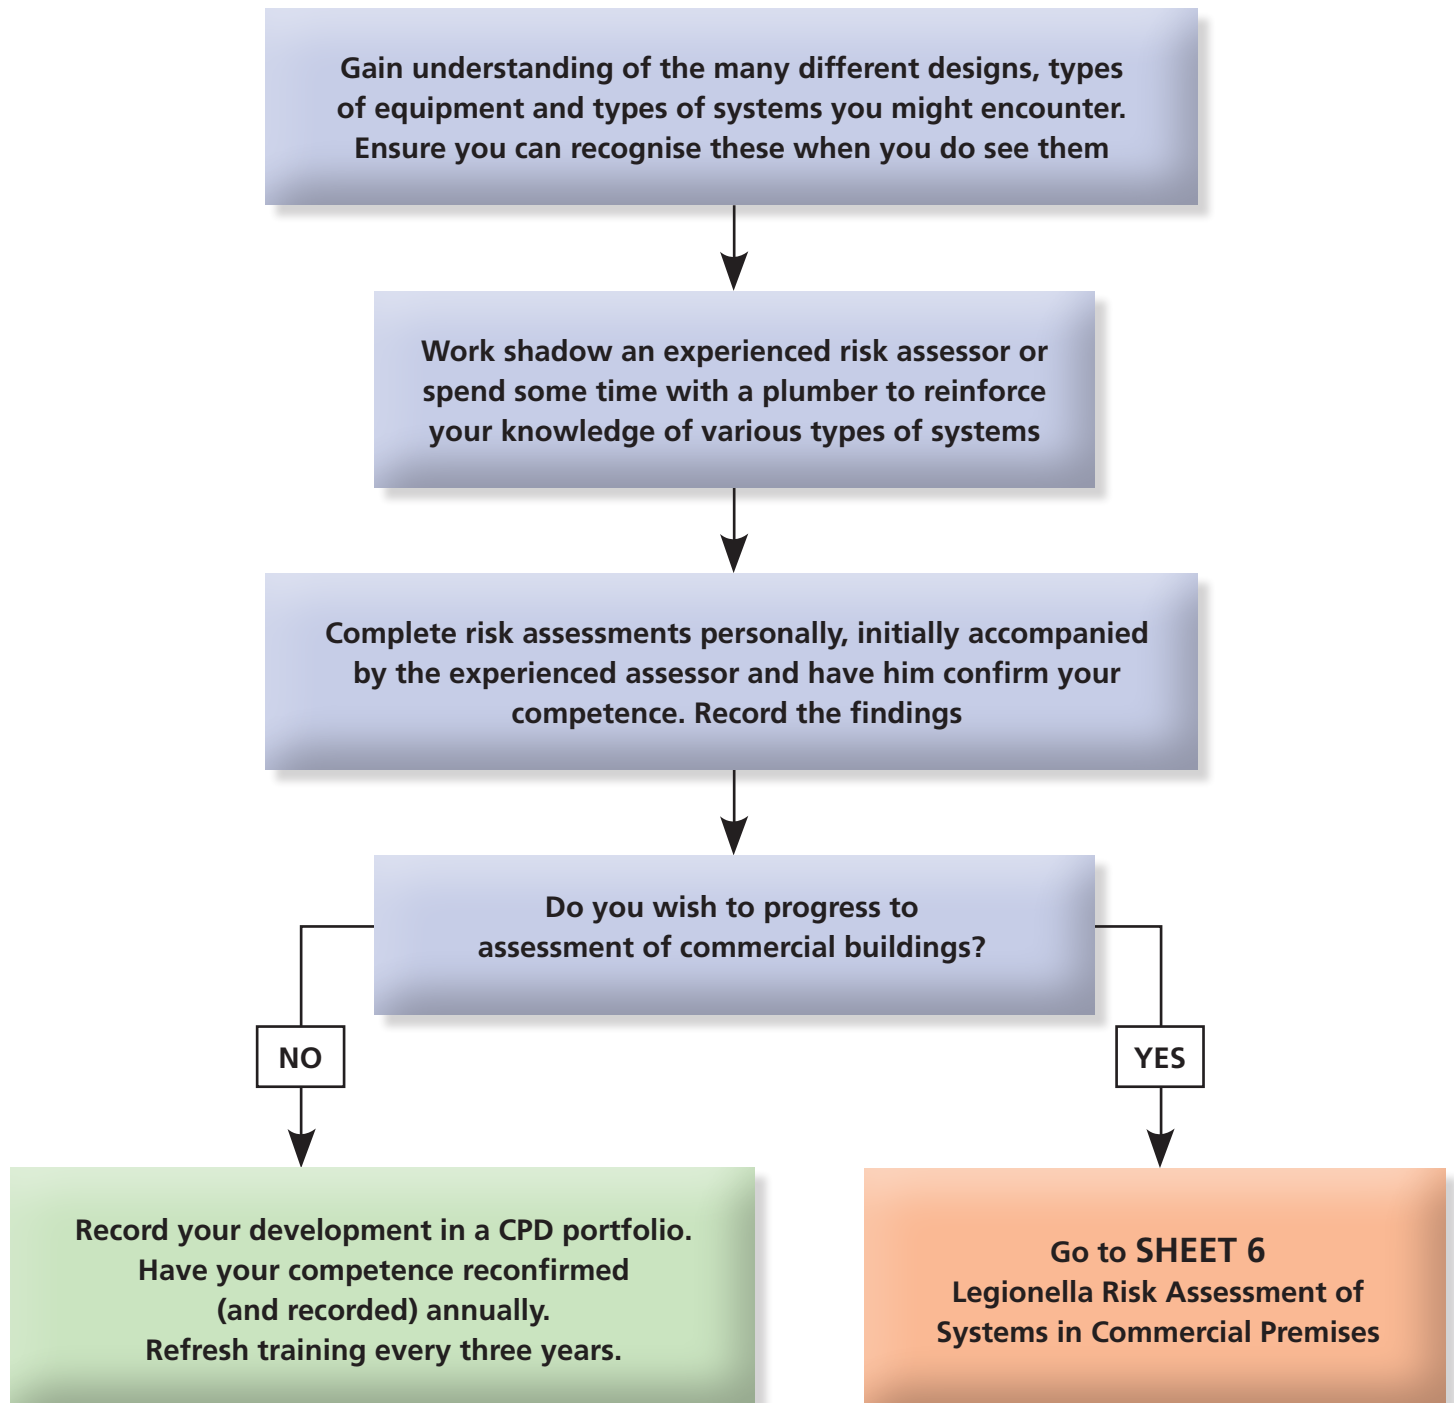 Gain understanding of the many different designs, types
of equipment and types of systems you might encounter.
Ensure you can recognise these when you do see them
Work shadow an experienced risk assessor or
spend some time with a plumber to reinforce
your knowledge of various types of systems
Complete risk assessments personally, initially accompanied
by the experienced assessor and have him confirm your
competence. Record the findings
Do you wish to progress to
assessment of commercial buildings?
NO
YES
Record your development in a CPD portfolio.
Have your competence reconfirmed
(and recorded) annually.
Refresh training every three years.
Go to SHEET 6
Legionella Risk Assessment of
Systems in Commercial Premises